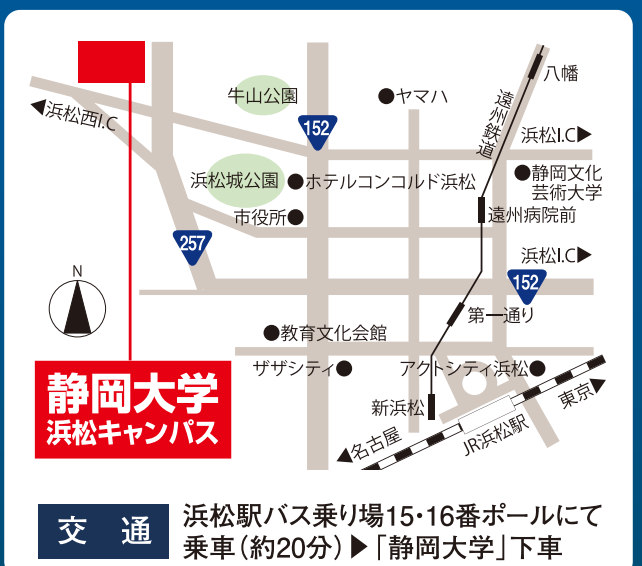 八幡
牛山公園
ヤマハ
遠州鉄道
◀浜松西I.C
152
浜松I.C▶
浜松城公園
ホテルコンコルド浜松
静岡文化
芸術大学
市役所
遠州病院前
257
浜松I.C▶
N
152
第一通り
教育文化会館
ザザシティ
アクトシティ浜松
静岡大学
浜松キャンパス
新浜松
東京▶
JR浜松駅
◀名古屋
交 通
浜松駅バス乗り場15・16番ポールにて
乗車(約20分)▶「静岡大学」下車